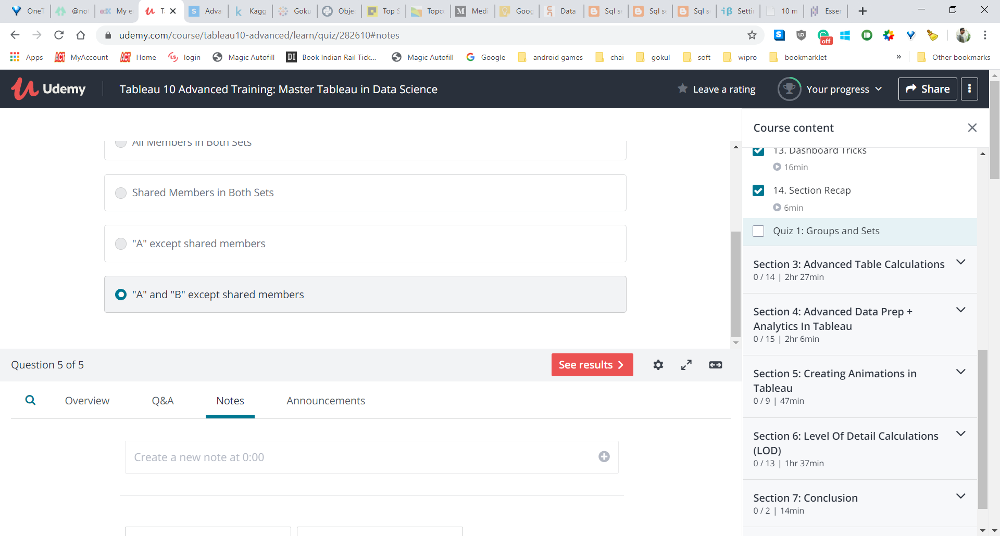 OneT
@not
My e
T
Adva
Kagg
Goku
Obje
Top S
Topco
Medi
Goog
Data
Sql se
Sql se
Sql se
Settin
10 m
Esser
udemy.com/course/tableau10-advanced/learn/quiz/282610#notes
off
Apps
MyAccount
Home
login
Magic Autofill
Book Indian Rail Tick...
Magic Autofill
Google
android games
chai
gokul
soft
wipro
bookmarklet
»
Other bookmarks
Udemy
Tableau 10 Advanced Training: Master Tableau in Data Science
Leave a rating
Your progress
Share
All Members in Both Sets
Shared Members in Both Sets
"A" except shared members
"A" and "B" except shared members
Question 5 of 5
See results
Overview
Q&A
Notes
Announcements
Create a new note at 0:00
Course content
13. Dashboard Tricks
16min
14. Section Recap
6min
Quiz 1: Groups and Sets
Section 3: Advanced Table Calculations
0 / 14 | 2hr 27min
Section 4: Advanced Data Prep +
Analytics In Tableau
0 / 15 | 2hr 6min
Section 5: Creating Animations in
Tableau
0 / 9 | 47min
Section 6: Level Of Detail Calculations
(LOD)
0 / 13 | 1hr 37min
Section 7: Conclusion
0 / 2 | 14min